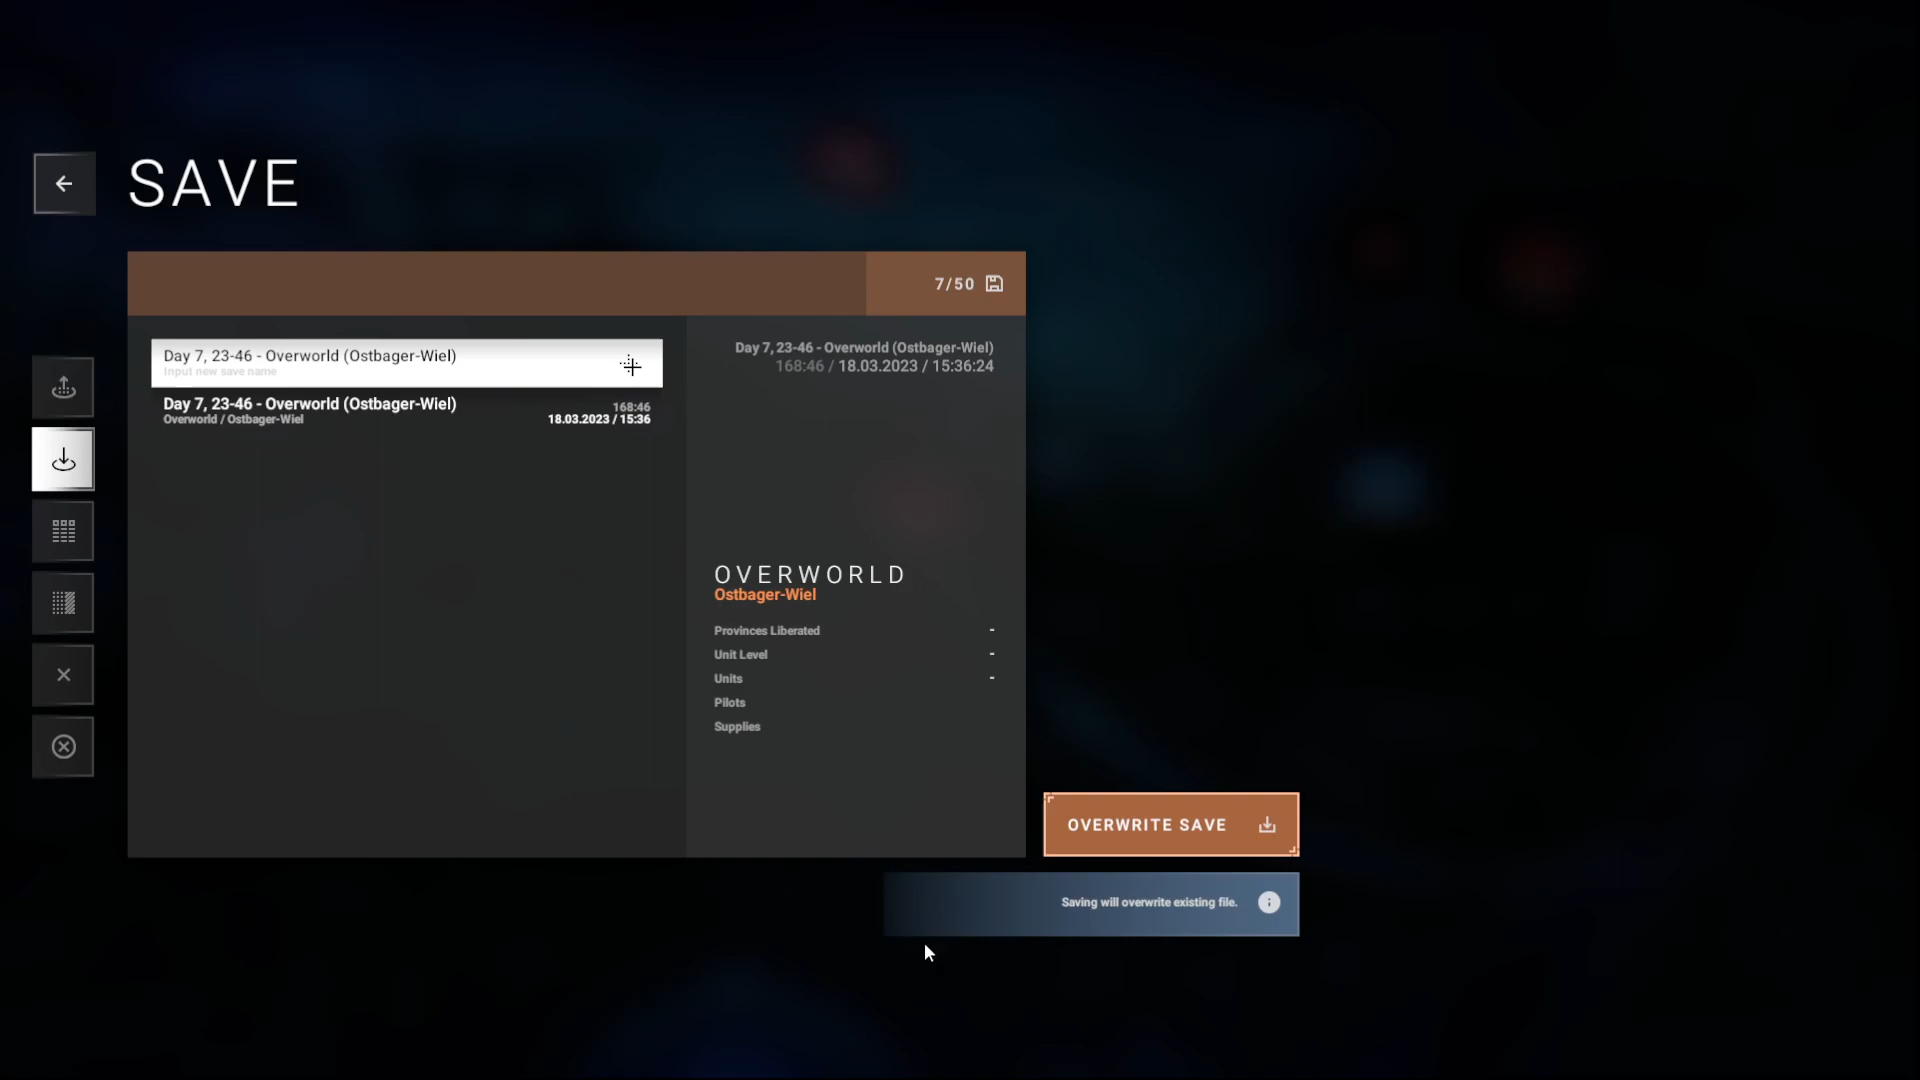 SAVE
7/50
Day 7, 23-46 - Overworld (Ostbager-Wiel)
Input new save name
Day 7, 23-46 - Overworld (Ostbager-Wiel)
168:46
Overworld / Ostbager-Wiel
18.03.2023 / 15:36
Day 7, 23-46 - Overworld (Ostbager-Wiel)
168:46 / 18.03.2023 / 15:36:24
OVERWORLD
Ostbager-Wiel
Provinces Liberated -
Unit Level -
Units -
Pilots
Supplies
OVERWRITE SAVE
Saving will overwrite existing file.